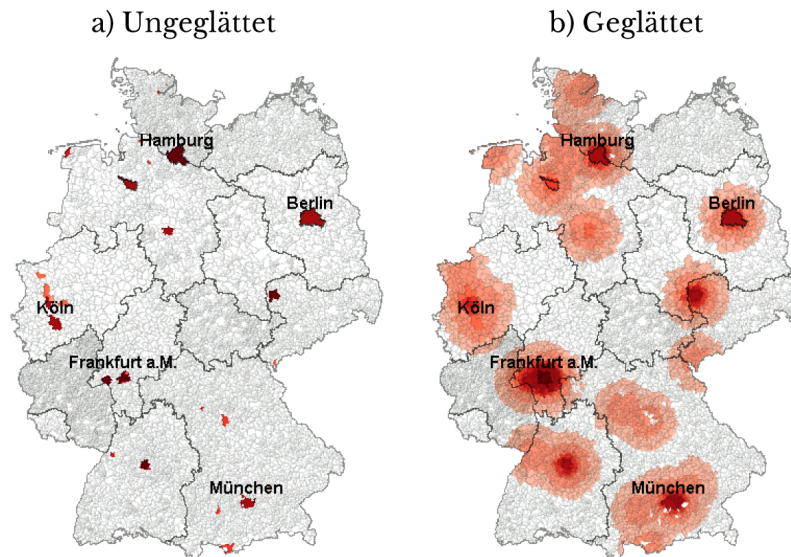 a) Ungeglättet
b) Geglättet
Hamburg
Berlin
Köln
Frankfurt a.M.
München
Hamburg
Berlin
Köln
Frankfurt a.M.
München